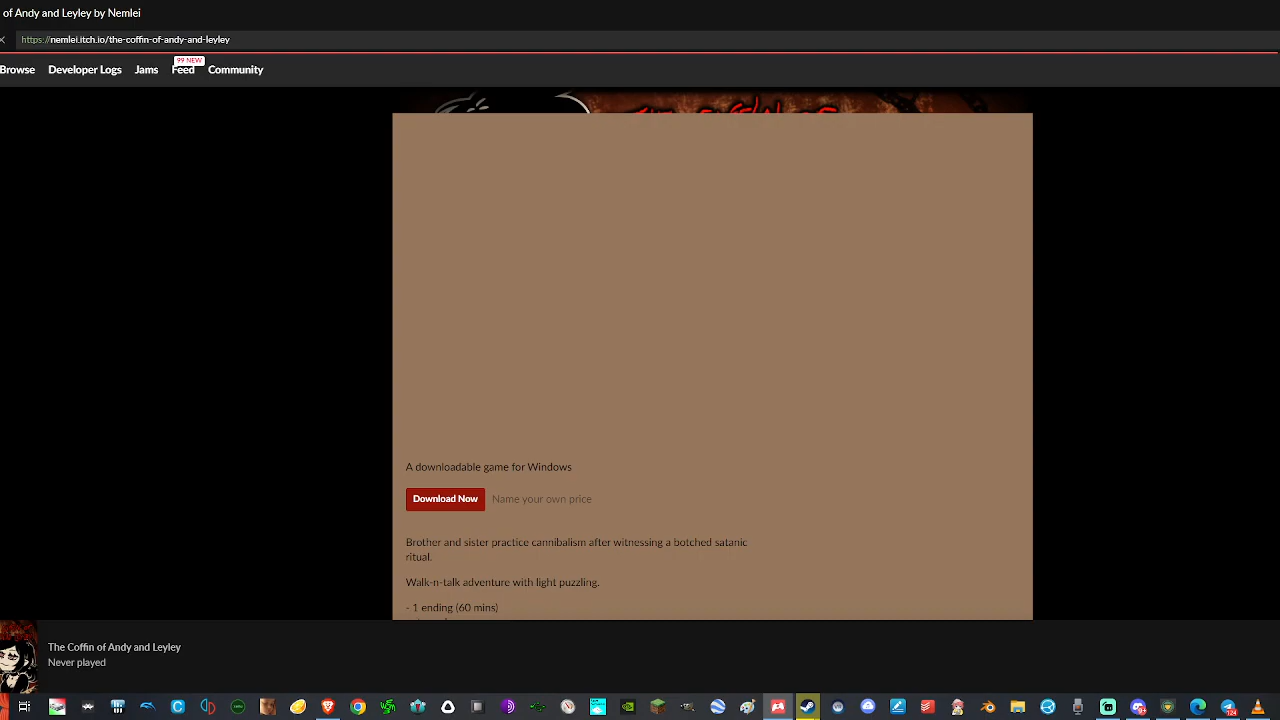 of Andy and Leyley by Nemlei
https://nemlei.itch.io/the-coffin-of-andy-and-leyley
99 NEW
Browse Developer Logs Jams Feed Community
A downloadable game for Windows
Download Now Name your own price
Brother and sister practice cannibalism after witnessing a botched satanic
ritual.
Walk-n-talk adventure with light puzzling.
- 1 ending (60 mins)
The Coffin of Andy and Leyley
Never played